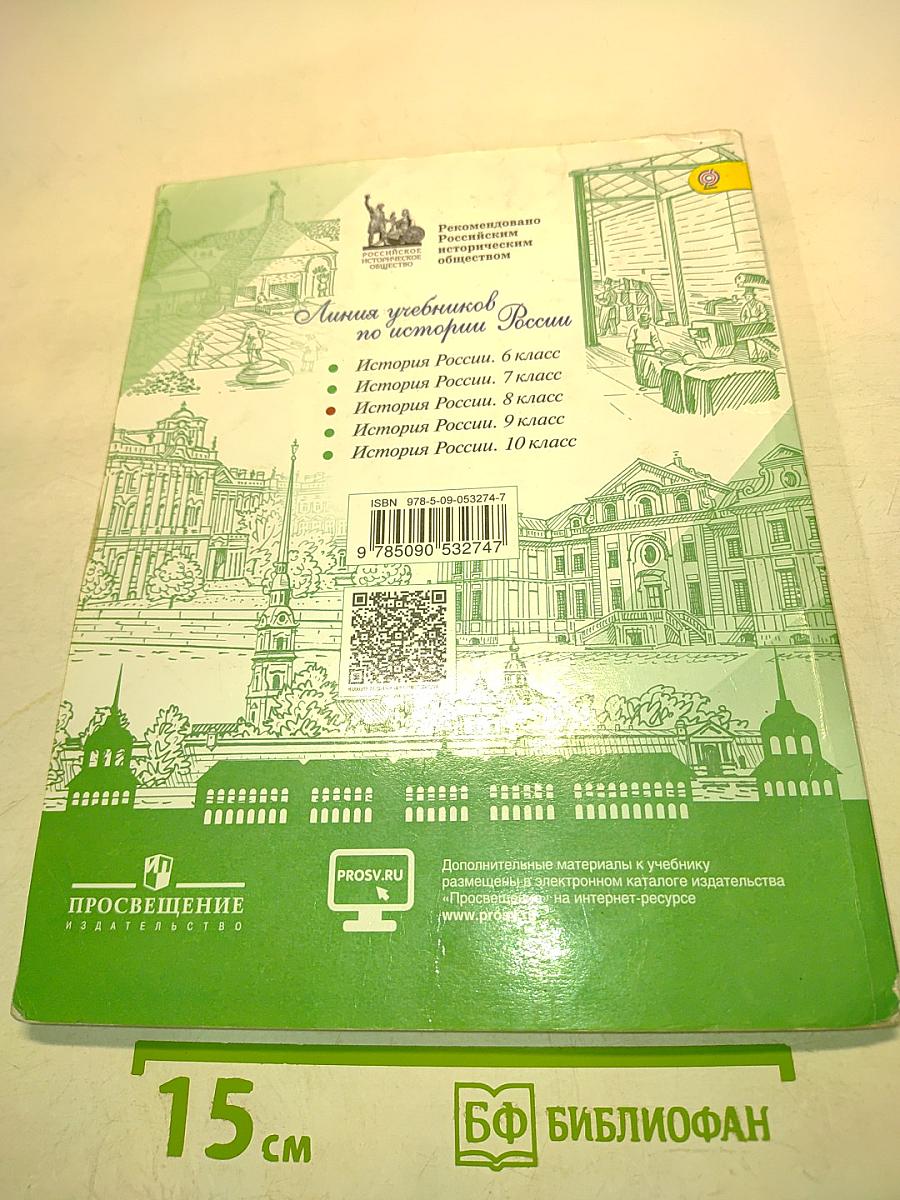 РОССИЙСКОЕ
ИСТОРИЧЕСКОЕ
ОБЩЕСТВО
Рекомендовано
Российским
историческим
обществом
Линия учебников
по истории России
История России. 6 класс
История России. 7 класс
История России. 8 класс
История России. 9 класс
История России. 10 класс
ISBN 978-5-09-053274-7
9 785090 532747
ПРОСВЕЩЕНИЕ
ИЗДАТЕЛЬСТВО
PROSV.RU
Дополнительные материалы к учебнику
размещены в электронном каталоге издательства
«Просвещение» на интернет-ресурсе
15 см
БФ БИБЛИОФАН